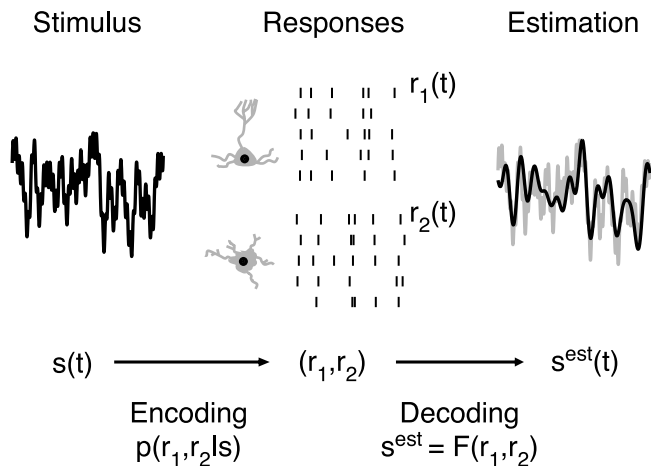 Stimulus
Responses
Estimation
r₁(t)
r₂(t)
s(t)
(r₁,r₂)
sᵉˢᵗ(t)
Encoding
Decoding
p(r₁,r₂|s)
sᵉˢᵗ = F(r₁,r₂)